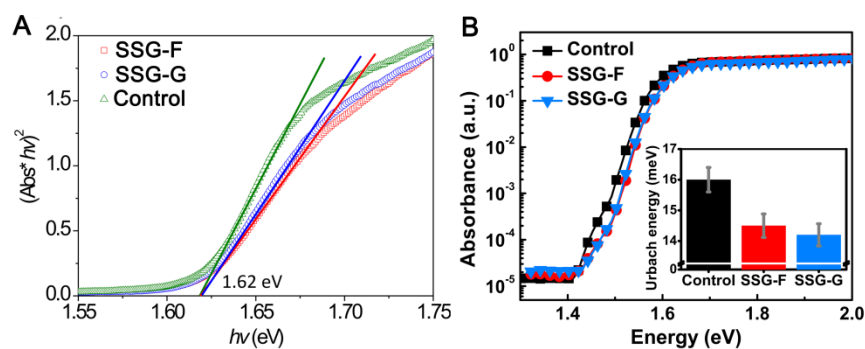 A
(Abs* hν)²
2.0
1.5
1.0
0.5
0.0
SSG-F
SSG-G
Control
1.62 eV
1.55 1.60 1.65 1.70 1.75
hν (eV)
B
Absorbance (a.u.)
10⁰
10⁻¹
10⁻²
10⁻³
10⁻⁴
10⁻⁵
Control
SSG-F
SSG-G
Urbach energy (meV)
16
15
14
0
Control SSG-F SSG-G
1.4 1.6 1.8 2.0
Energy (eV)